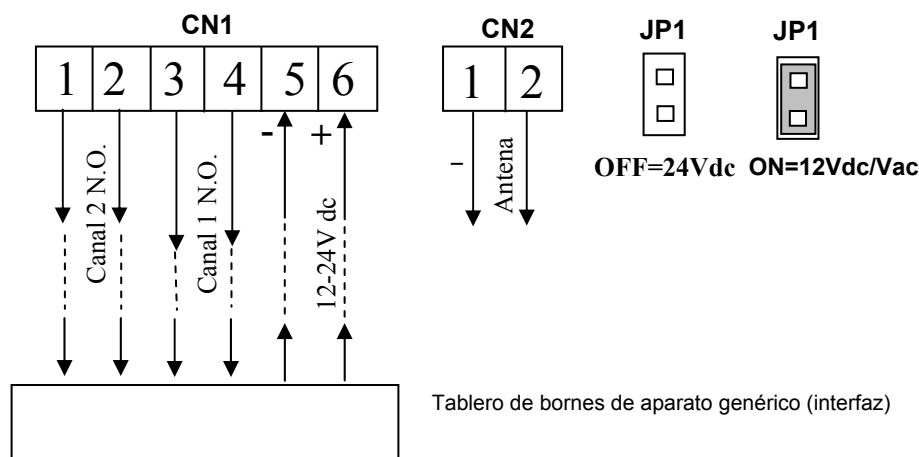 CN1
CN2
JP1
JP1
1 2 3 4 5 6
1 2
- +
–
Canal 2 N.O.
Canal 1 N.O.
12-24V dc
Antena
OFF=24Vdc
ON=12Vdc/Vac
Tablero de bornes de aparato genérico (interfaz)